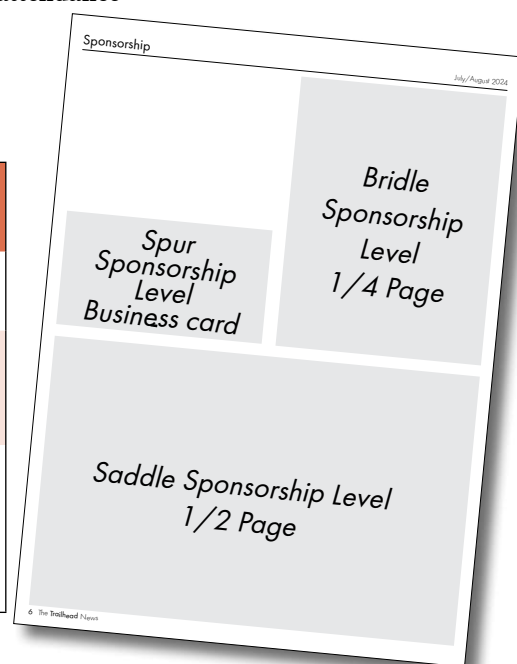 Sponsorship
July/August 2024
Spur
Sponsorship
Level
Business card
Bridle
Sponsorship
Level
1/4 Page
Saddle Sponsorship Level
1/2 Page
6 The Trailhead News